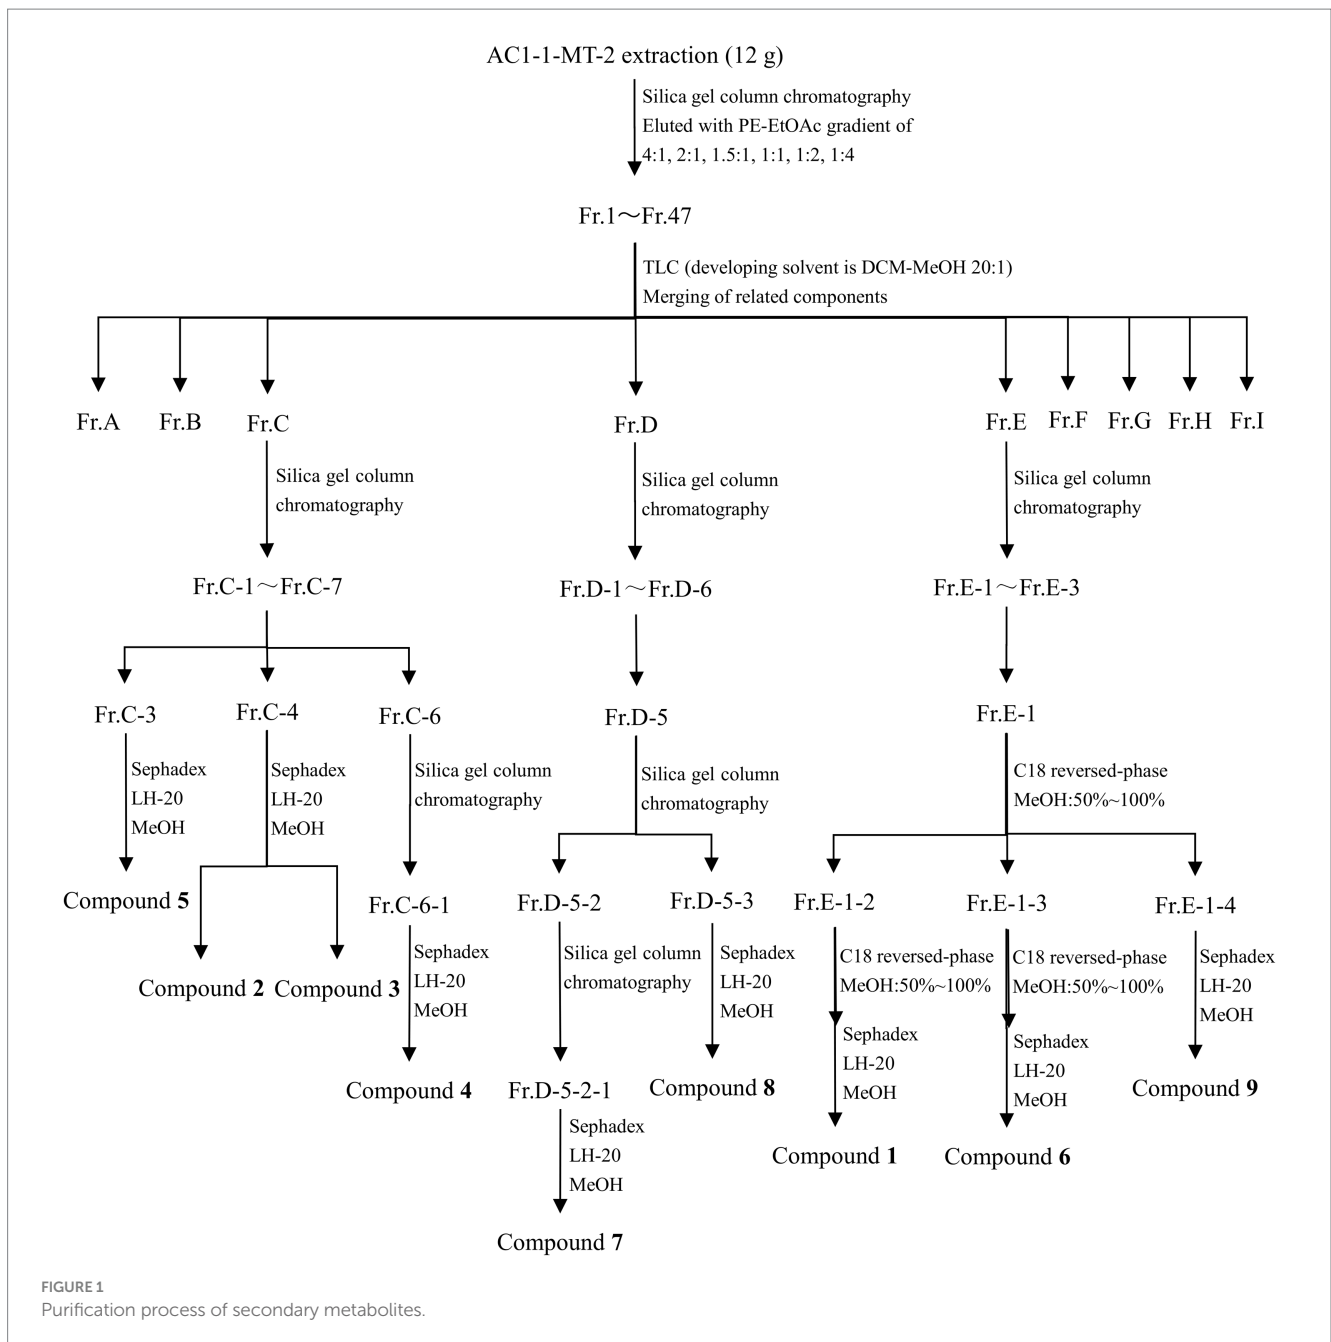 AC1-1-MT-2 extraction (12 g)
Silica gel column chromatography
Eluted with PE-EtOAc gradient of
4:1, 2:1, 1.5:1, 1:1, 1:2, 1:4
Fr.1～Fr.47
TLC (developing solvent is DCM-MeOH 20:1)
Merging of related components
Fr.A
Fr.B
Fr.C
Fr.D
Fr.E
Fr.F
Fr.G
Fr.H
Fr.I
Silica gel column
chromatography
Silica gel column
chromatography
Silica gel column
chromatography
Fr.C-1～Fr.C-7
Fr.D-1～Fr.D-6
Fr.E-1～Fr.E-3
Fr.C-3
Fr.C-4
Fr.C-6
Fr.D-5
Fr.E-1
Sephadex
LH-20
MeOH
Sephadex
LH-20
MeOH
Silica gel column
chromatography
Silica gel column
chromatography
C18 reversed-phase
MeOH:50%~100%
Compound 5
Fr.C-6-1
Fr.D-5-2
Fr.D-5-3
Fr.E-1-2
Fr.E-1-3
Fr.E-1-4
Compound 2
Compound 3
Sephadex
LH-20
MeOH
Silica gel column
chromatography
Sephadex
LH-20
MeOH
C18 reversed-phase
MeOH:50%~100%
C18 reversed-phase
MeOH:50%~100%
Sephadex
LH-20
MeOH
Sephadex
LH-20
MeOH
Sephadex
LH-20
MeOH
Compound 4
Fr.D-5-2-1
Compound 8
Compound 9
Sephadex
LH-20
MeOH
Compound 1
Compound 6
Compound 7
FIGURE 1
Purification process of secondary metabolites.